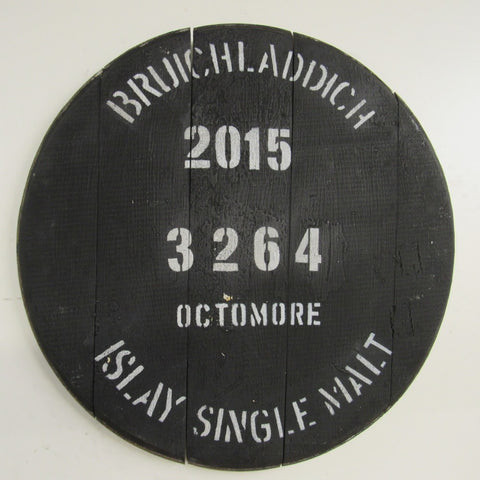 BRUICHLADDICH
2015
3264
OCTOMORE
ISLAY SINGLE MALT